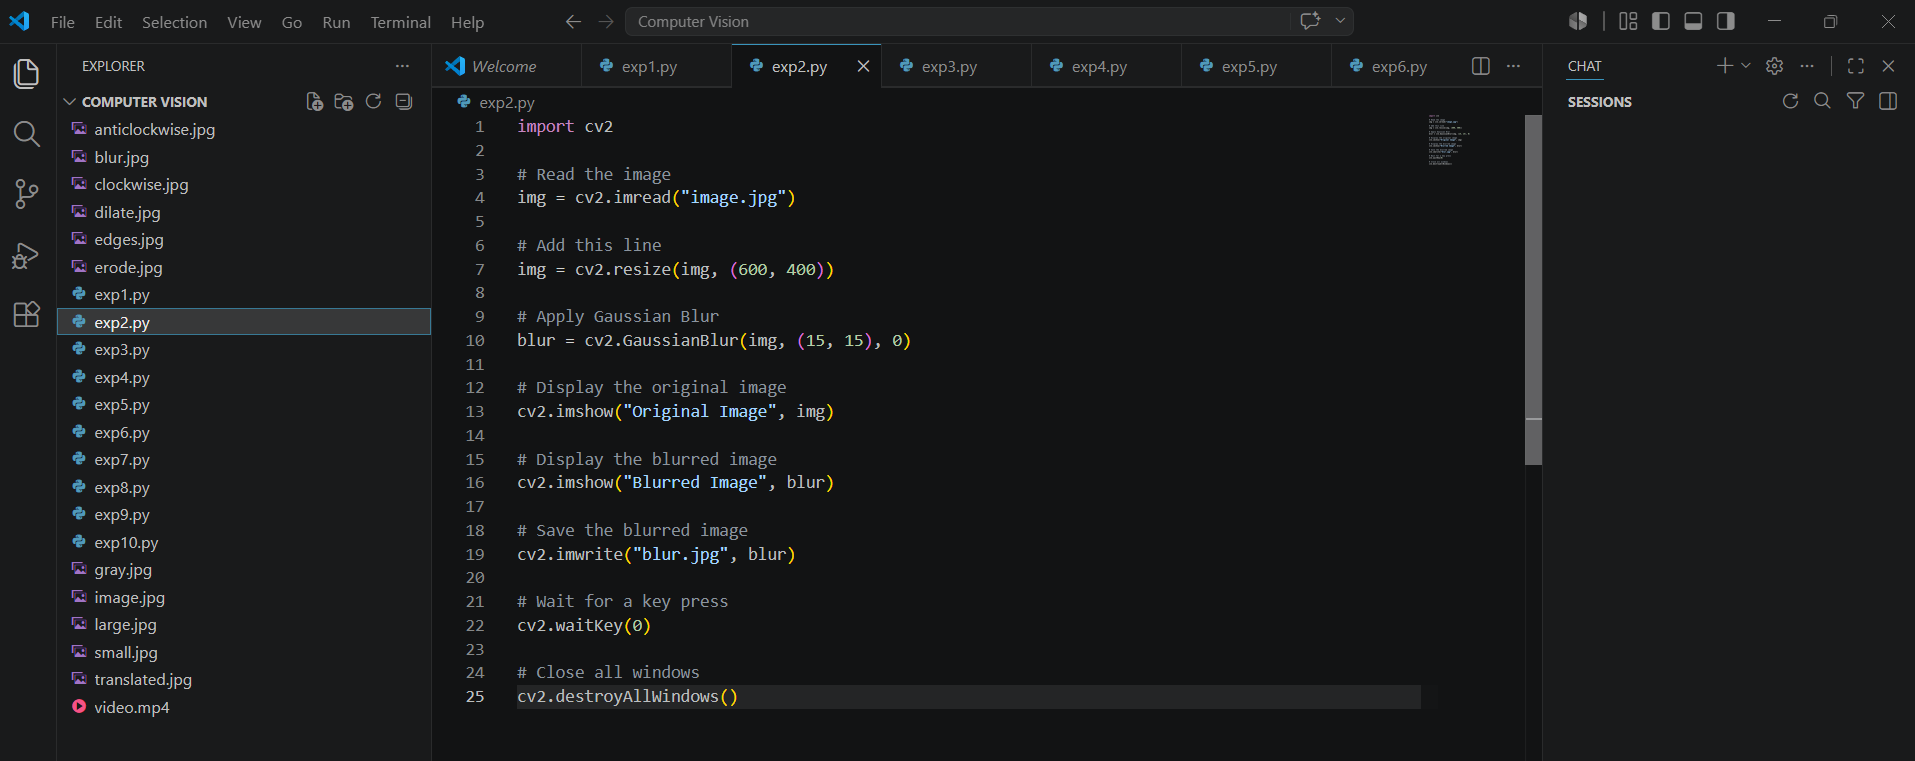 File Edit Selection View Go Run Terminal Help
Computer Vision
EXPLORER
COMPUTER VISION
anticlockwise.jpg
blur.jpg
clockwise.jpg
dilate.jpg
edges.jpg
erode.jpg
exp1.py
exp2.py
exp3.py
exp4.py
exp5.py
exp6.py
exp7.py
exp8.py
exp9.py
exp10.py
gray.jpg
image.jpg
large.jpg
small.jpg
translated.jpg
video.mp4
Welcome exp1.py exp2.py exp3.py exp4.py exp5.py exp6.py
exp2.py
1 import cv2
2
3 # Read the image
4 img = cv2.imread("image.jpg")
5
6 # Add this line
7 img = cv2.resize(img, (600, 400))
8
9 # Apply Gaussian Blur
10 blur = cv2.GaussianBlur(img, (15, 15), 0)
11
12 # Display the original image
13 cv2.imshow("Original Image", img)
14
15 # Display the blurred image
16 cv2.imshow("Blurred Image", blur)
17
18 # Save the blurred image
19 cv2.imwrite("blur.jpg", blur)
20
21 # Wait for a key press
22 cv2.waitKey(0)
23
24 # Close all windows
25 cv2.destroyAllWindows()
CHAT
SESSIONS